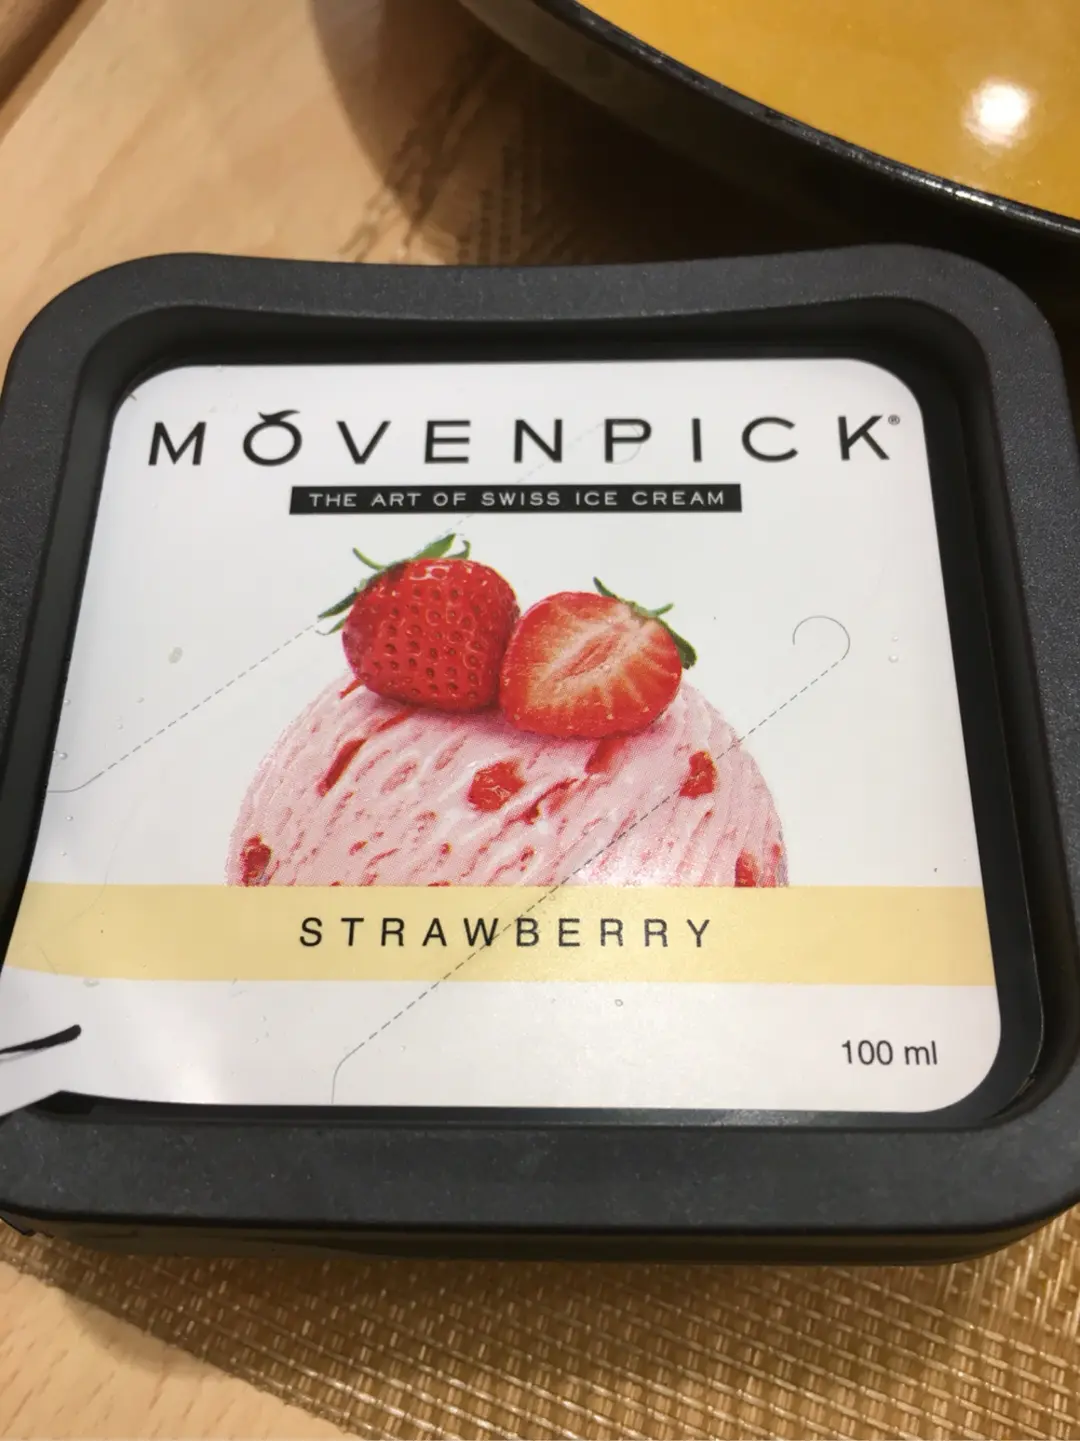 MÖVENPICK®
THE ART OF SWISS ICE CREAM
STRAWBERRY
100 ml